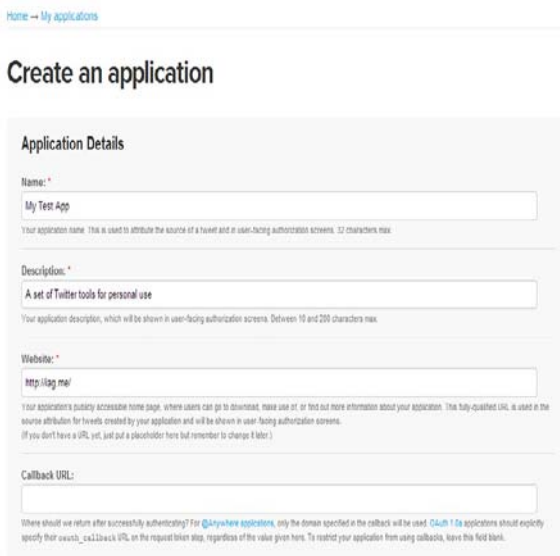 Home → My applications
Create an application
Application Details
Name: *
My Test App
Your application name. This is used to attribute the source of a tweet and in user-facing authorization screens. 32 characters max.
Description: *
A set of Twitter tools for personal use
Your application description, which will be shown in user-facing authorization screens. Between 10 and 200 characters max.
Website: *
http://iag.me/
Your application's publicly accessible home page, where users can go to download, make use of, or find out more information about your application. This fully-qualified URL is used in the
source attribution for tweets created by your application and will be shown in user-facing authorization screens.
(If you don't have a URL yet, just put a placeholder here but remember to change it later.)
Callback URL:
Where should we return after successfully authenticating? For @Anywhere applications, only the domain specified in the callback will be used. OAuth 1.0a applications should explicitly
specify their oauth_callback URL on the request token step, regardless of the value given here. To restrict your application from using callbacks, leave this field blank.